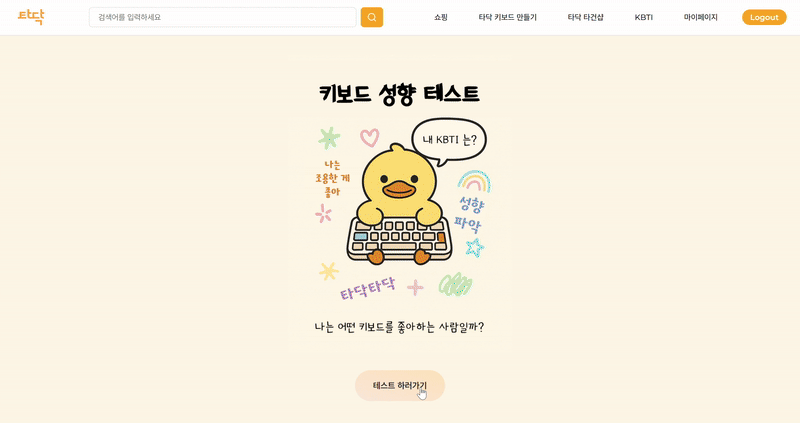 타닥
검색어를 입력하세요
쇼핑
타닥 키보드 만들기
타닥 타건샵
KBTI
마이페이지
Logout
키보드 성향 테스트
내 KBTI 는?
나는
조용한 게
좋아
성향
파악
타닥타닥
나는 어떤 키보드를 좋아하는 사람일까?
테스트 하러가기